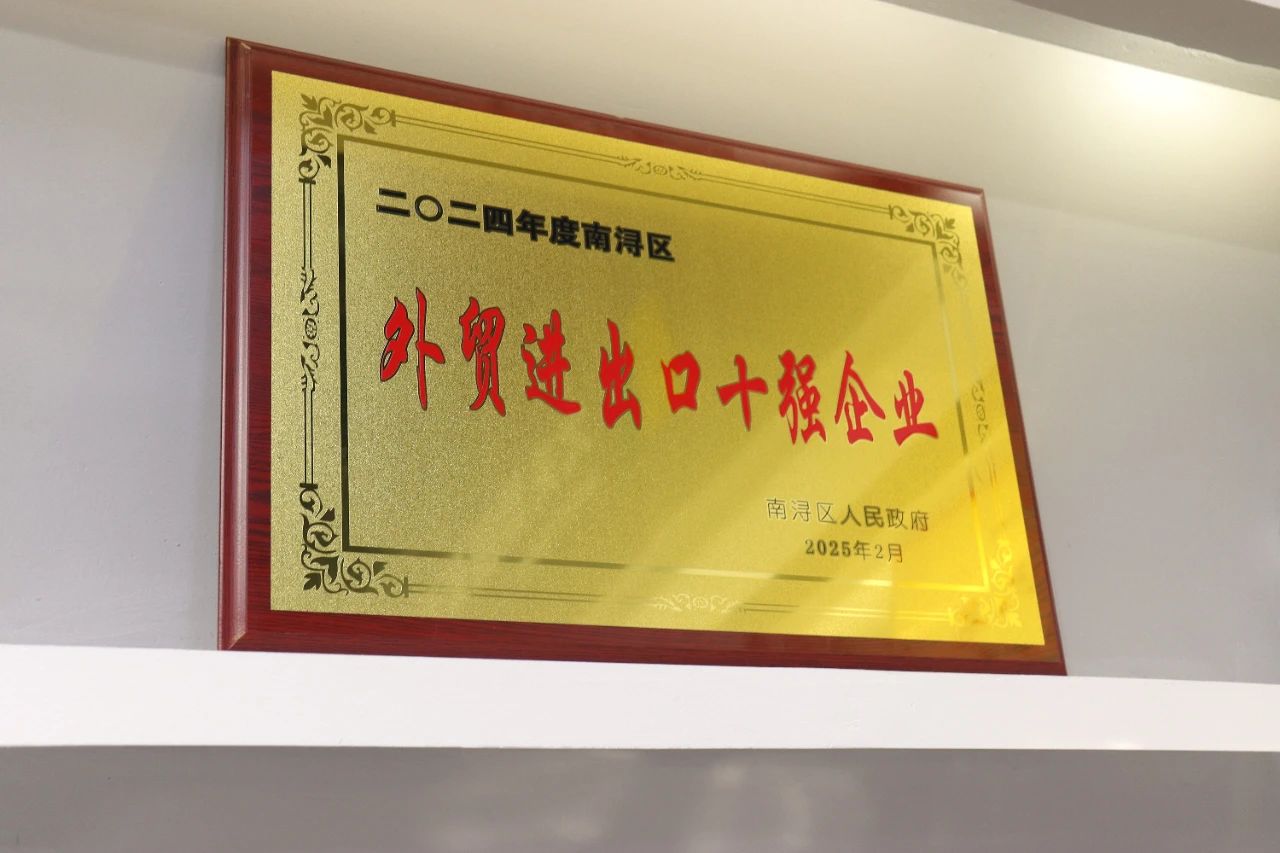 二〇二四年度南浔区
外贸进出口十强企业
南浔区人民政府
2025年2月